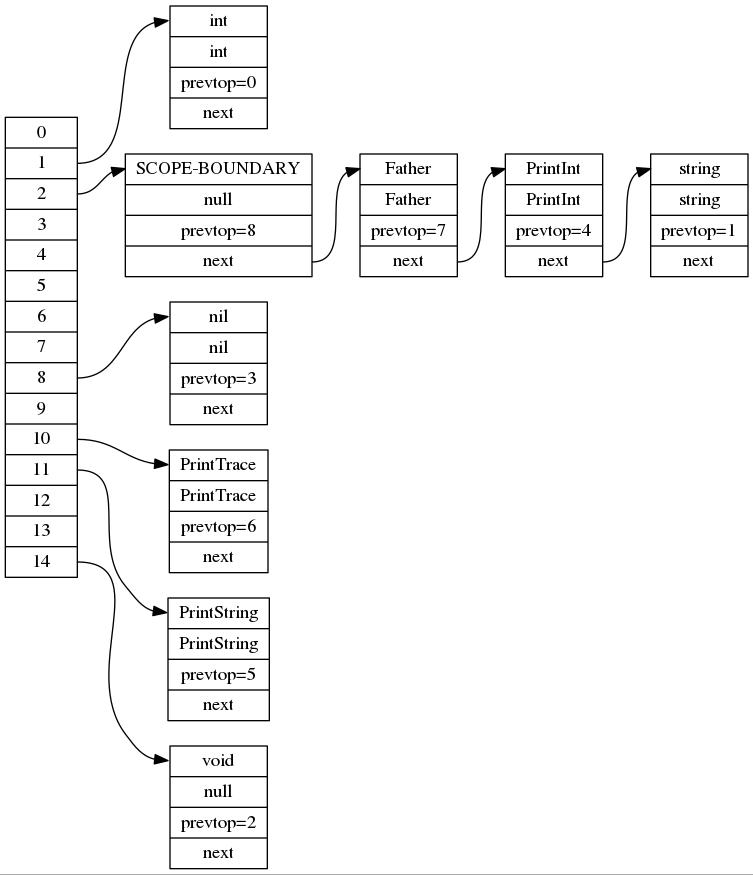 0
1
2
3
4
5
6
7
8
9
10
11
12
13
14
int
int
prevtop=0
next
SCOPE-BOUNDARY
null
prevtop=8
next
Father
Father
prevtop=7
next
PrintInt
PrintInt
prevtop=4
next
string
string
prevtop=1
next
nil
nil
prevtop=3
next
PrintTrace
PrintTrace
prevtop=6
next
PrintString
PrintString
prevtop=5
next
void
null
prevtop=2
next